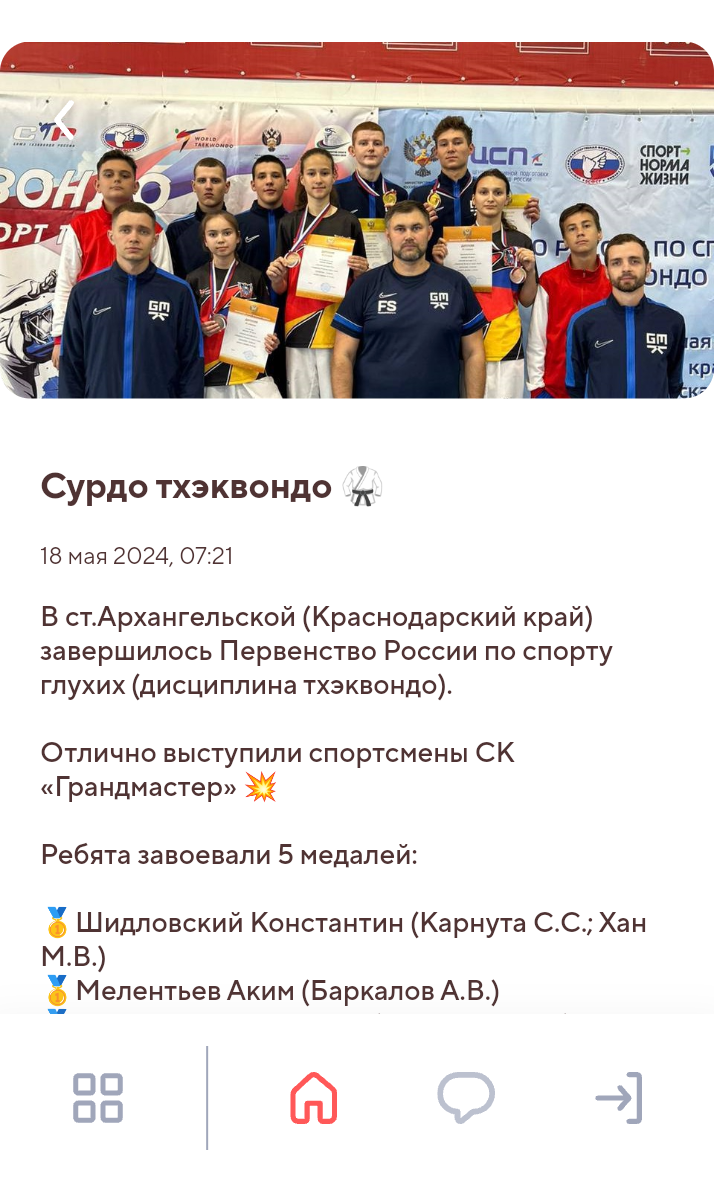 WORLD
TAEKWONDO
ЦСП
СПОРТ
НОРМА
ЖИЗНИ
GM
FS
GM
GM
Сурдо тхэквондо 🥋
18 мая 2024, 07:21
В ст.Архангельской (Краснодарский край)
завершилось Первенство России по спорту
глухих (дисциплина тхэквондо).
Отлично выступили спортсмены СК
«Грандмастер» 💥
Ребята завоевали 5 медалей:
🥇Шидловский Константин (Карнута С.С.; Хан
М.В.)
🥇Мелентьев Аким (Баркалов А.В.)